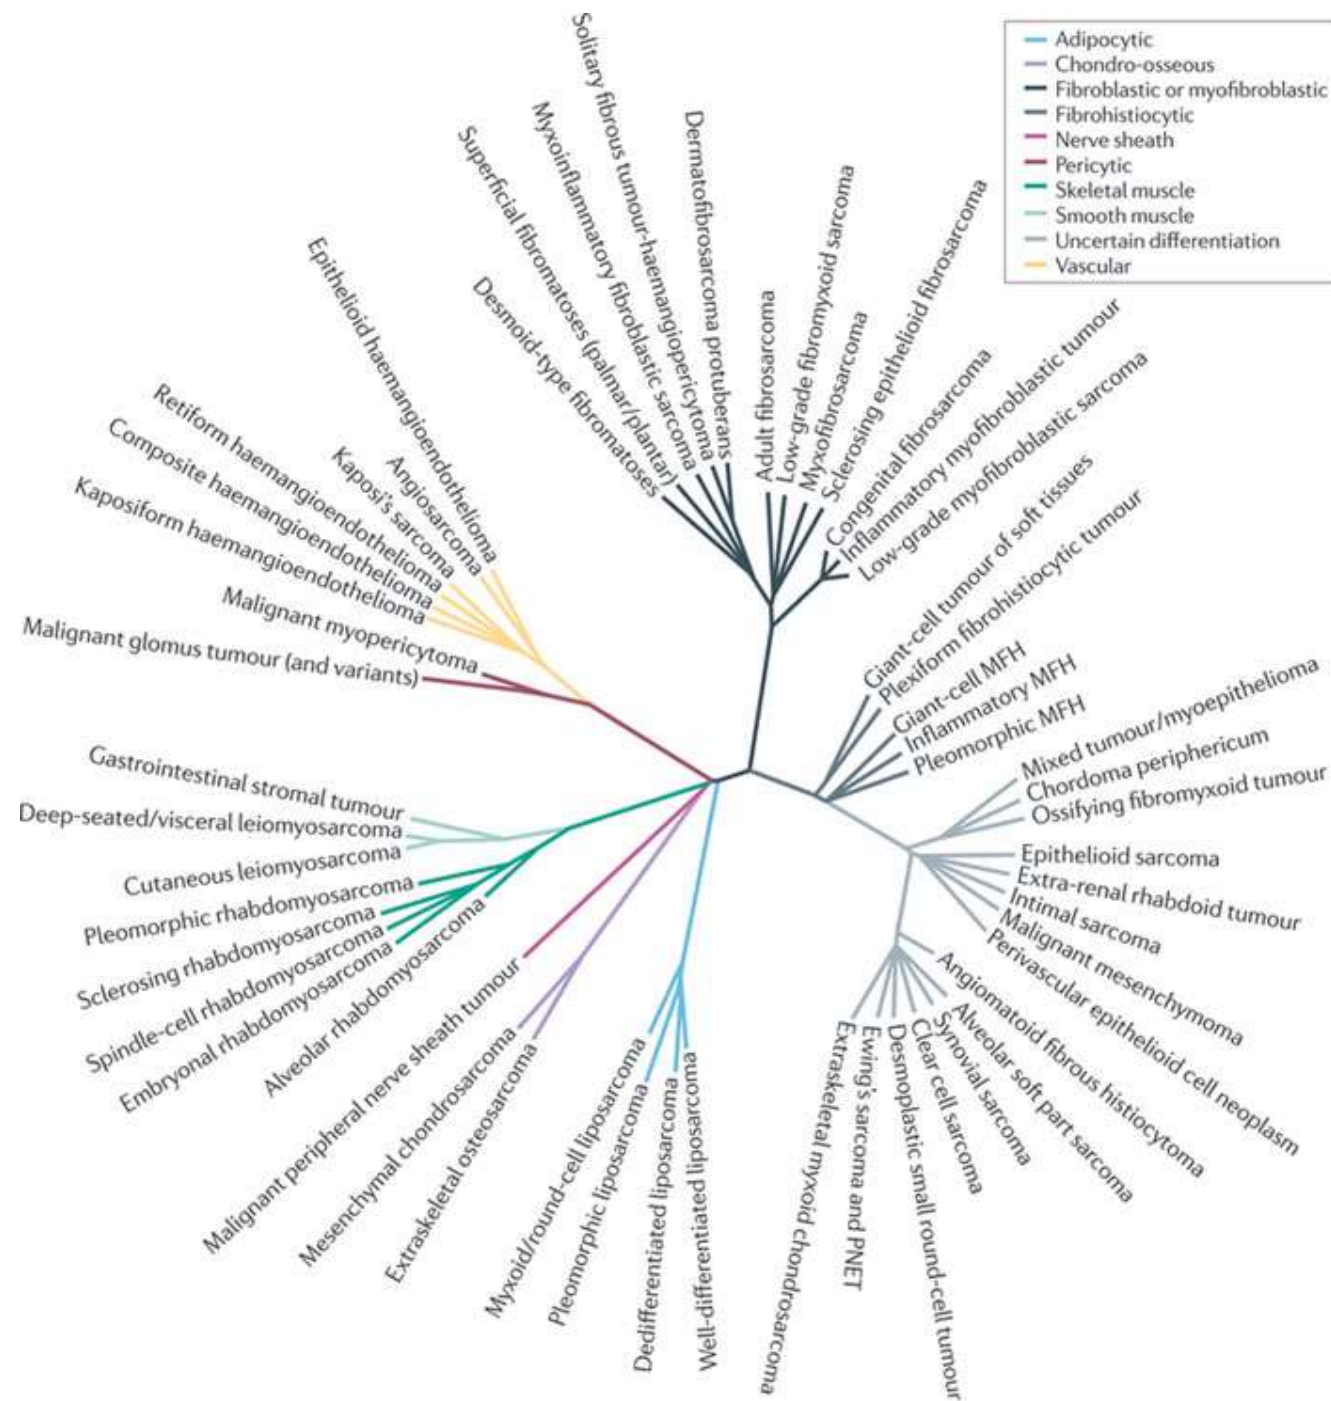 Adipocytic
Chondro-osseous
Fibroblastic or myofibroblastic
Fibrohistiocytic
Nerve sheath
Pericytic
Skeletal muscle
Smooth muscle
Uncertain differentiation
Vascular
Malignant glomus tumour (and variants)
Malignant myopericytoma
Kaposiform haemangioendothelioma
Composite haemangioendothelioma
Retiform haemangioendothelioma
Kaposi's sarcoma
Angiosarcoma
Epithelioid haemangioendothelioma
Desmoid-type fibromatoses
Superficial fibromatoses (palmar/plantar)
Myxoinflammatory fibroblastic sarcoma
Solitary fibrous tumour-haemangiopericytoma
Dermatofibrosarcoma protuberans
Adult fibrosarcoma
Low-grade fibromyxoid sarcoma
Myxofibrosarcoma
Sclerosing epithelioid fibrosarcoma
Congenital fibrosarcoma
Inflammatory myofibroblastic tumour
Low-grade myofibroblastic sarcoma
Giant-cell tumour of soft tissues
Plexiform fibrohistiocytic tumour
Giant-cell MFH
Inflammatory MFH
Pleomorphic MFH
Mixed tumour/myoepithelioma
Chordoma periphericum
Ossifying fibromyxoid tumour
Epithelioid sarcoma
Extra-renal rhabdoid tumour
Intimal sarcoma
Malignant mesenchymoma
Perivascular epithelioid cell neoplasm
Angiomatoid fibrous histiocytoma
Alveolar soft part sarcoma
Synovial sarcoma
Clear cell sarcoma
Desmoplastic small round-cell tumour
Ewing's sarcoma and PNET
Extraskeletal myxoid chondrosarcoma
Well-differentiated liposarcoma
Dedifferentiated liposarcoma
Pleomorphic liposarcoma
Myxoid/round-cell liposarcoma
Extraskeletal osteosarcoma
Mesenchymal chondrosarcoma
Malignant peripheral nerve sheath tumour
Alveolar rhabdomyosarcoma
Embryonal rhabdomyosarcoma
Spindle-cell rhabdomyosarcoma
Sclerosing rhabdomyosarcoma
Pleomorphic rhabdomyosarcoma
Cutaneous leiomyosarcoma
Deep-seated/visceral leiomyosarcoma
Gastrointestinal stromal tumour